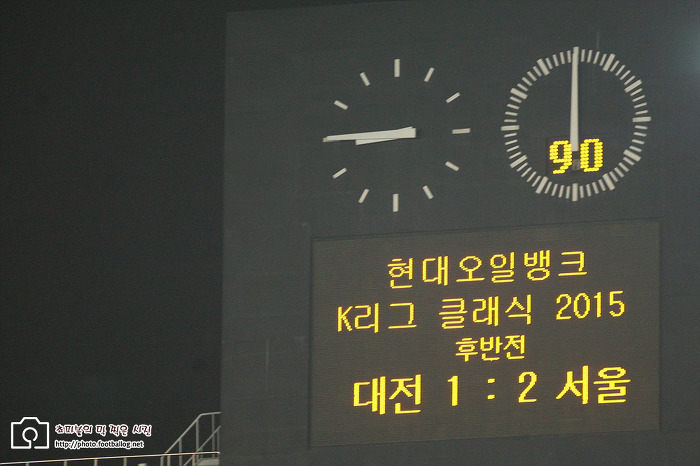 90
현대오일뱅크
K리그 클래식 2015
후반전
대전 1 : 2 서울
http://photo.footballog.net